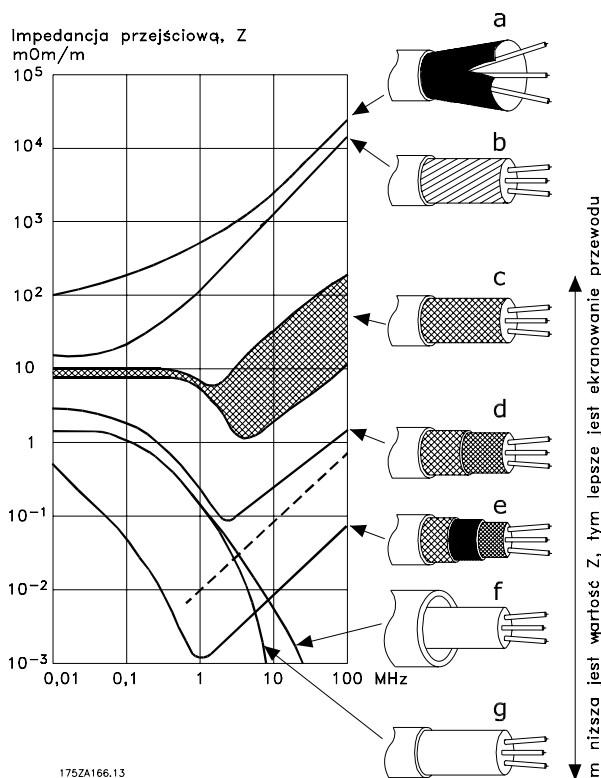 Impedancja przejściową, Z
mOm/m
10⁵
10⁴
10³
10²
10
1
10⁻¹
10⁻²
10⁻³
0,01
0,1
1
10
100
MHz
a
b
c
d
e
f
g
m niższa jest wartość Z, tym lepsze jest ekranowanie przewodu
175ZA166.13